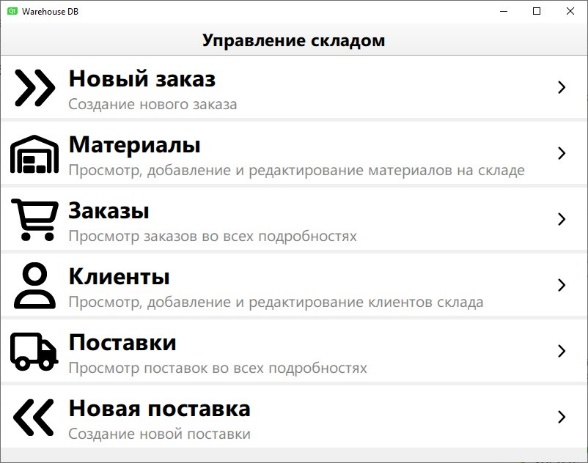 Warehouse DB
Управление складом
Новый заказ
Создание нового заказа
Материалы
Просмотр, добавление и редактирование материалов на складе
Заказы
Просмотр заказов во всех подробностях
Клиенты
Просмотр, добавление и редактирование клиентов склада
Поставки
Просмотр поставок во всех подробностях
Новая поставка
Создание новой поставки